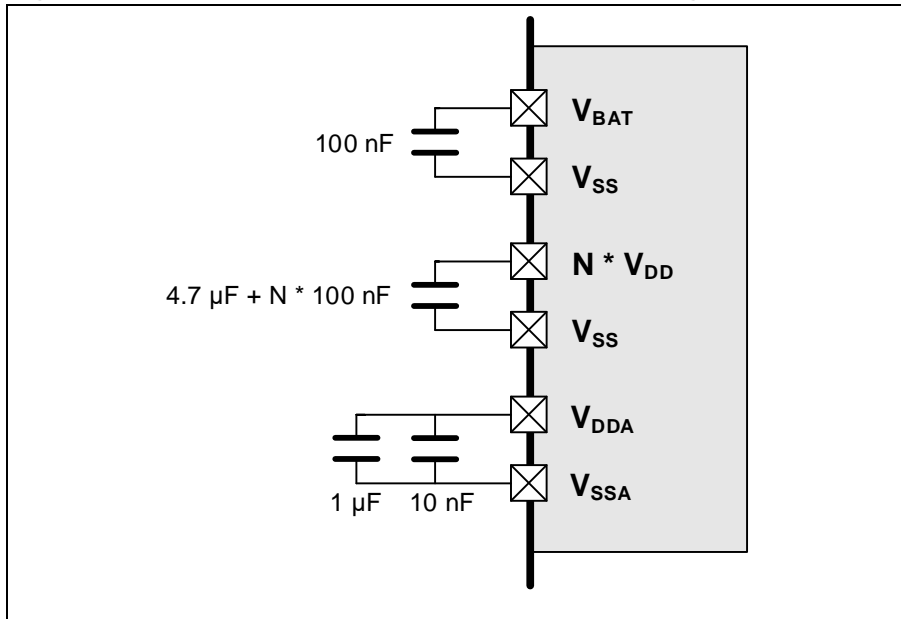 V_BAT
100 nF
V_SS
N * V_DD
4.7 µF + N * 100 nF
V_SS
V_DDA
V_SSA
1 µF 10 nF